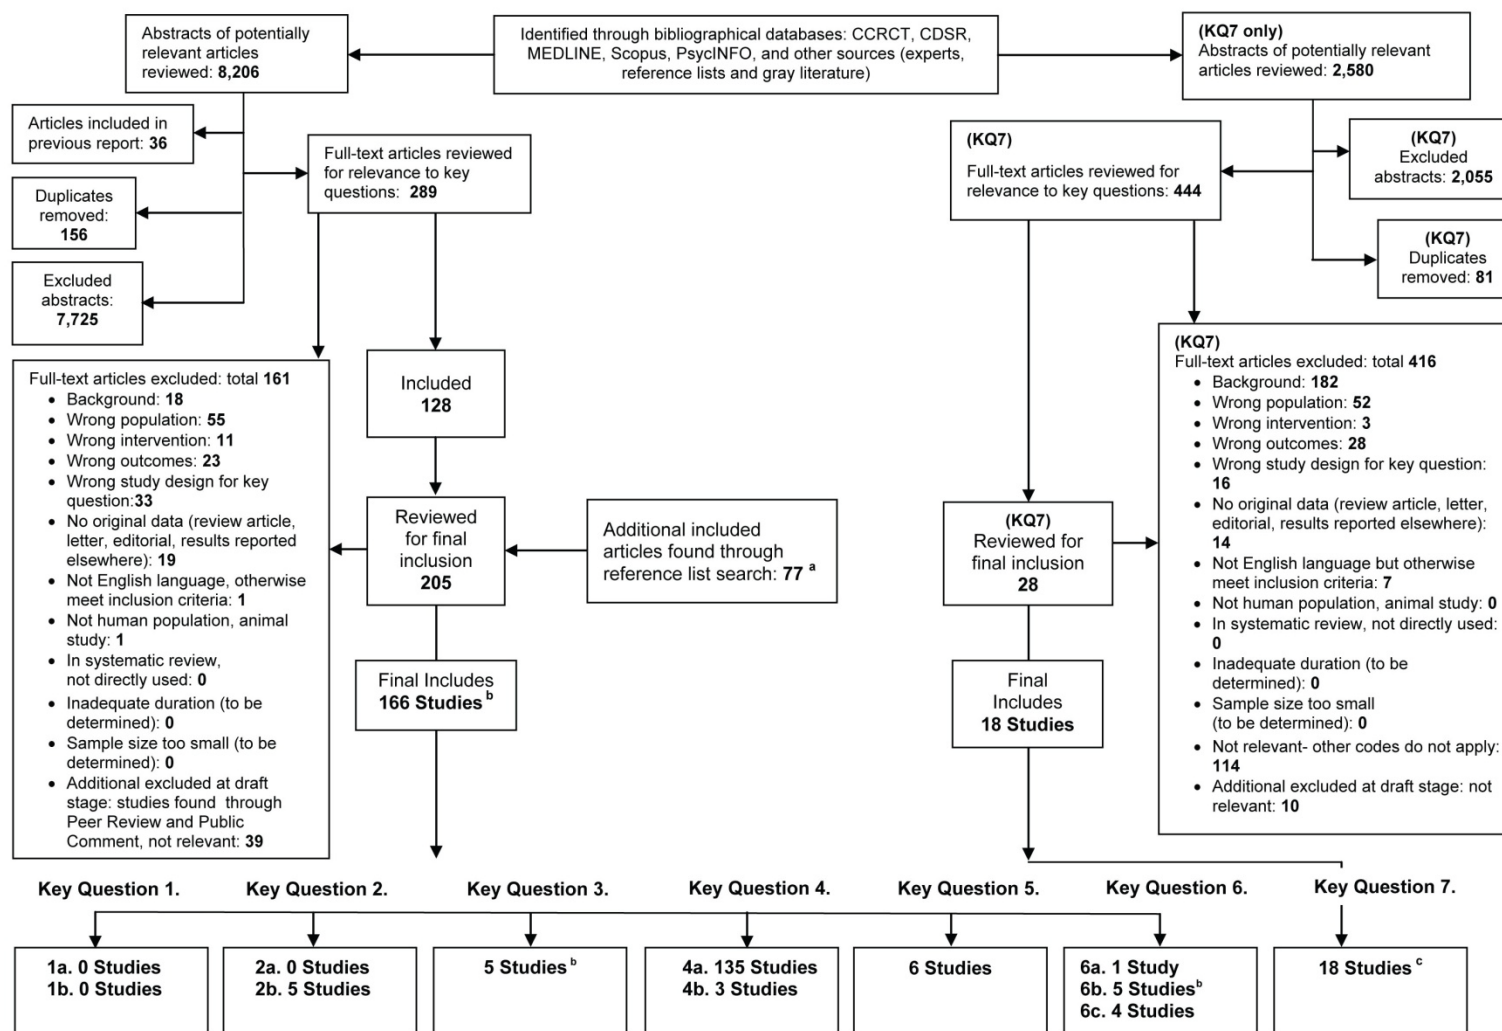 Abstracts of potentially
relevant articles
reviewed: 8,206
Identified through bibliographical databases: CCRCT, CDSR,
MEDLINE, Scopus, PsycINFO, and other sources (experts,
reference lists and gray literature)
(KQ7 only)
Abstracts of potentially relevant
articles reviewed: 2,580
Articles included in
previous report: 36
Full-text articles reviewed
for relevance to key
questions: 289
(KQ7)
Full-text articles reviewed for
relevance to key questions: 444
(KQ7)
Excluded
abstracts: 2,055
Duplicates
removed:
156
(KQ7)
Duplicates
removed: 81
Excluded
abstracts:
7,725
Full-text articles excluded: total 161
• Background: 18
• Wrong population: 55
• Wrong intervention: 11
• Wrong outcomes: 23
• Wrong study design for key
question:33
• No original data (review article,
letter, editorial, results reported
elsewhere): 19
• Not English language, otherwise
meet inclusion criteria: 1
• Not human population, animal
study: 1
• In systematic review,
not directly used: 0
• Inadequate duration (to be
determined): 0
• Sample size too small (to be
determined): 0
• Additional excluded at draft
stage: studies found through
Peer Review and Public
Comment, not relevant: 39
Included
128
Reviewed
for final
inclusion
205
Additional included
articles found through
reference list search: 77 a
Final Includes
166 Studies b
(KQ7)
Reviewed for
final inclusion
28
Final
Includes
18 Studies
(KQ7)
Full-text articles excluded: total 416
• Background: 182
• Wrong population: 52
• Wrong intervention: 3
• Wrong outcomes: 28
• Wrong study design for key question:
16
• No original data (review article, letter,
editorial, results reported elsewhere):
14
• Not English language but otherwise
meet inclusion criteria: 7
• Not human population, animal study: 0
• In systematic review, not directly used:
0
• Inadequate duration (to be
determined): 0
• Sample size too small
(to be determined): 0
• Not relevant- other codes do not apply:
114
• Additional excluded at draft stage: not
relevant: 10
Key Question 1.
Key Question 2.
Key Question 3.
Key Question 4.
Key Question 5.
Key Question 6.
Key Question 7.
1a. 0 Studies
1b. 0 Studies
2a. 0 Studies
2b. 5 Studies
5 Studies b
4a. 135 Studies
4b. 3 Studies
6 Studies
6a. 1 Study
6b. 5 Studies b
6c. 4 Studies
18 Studies c